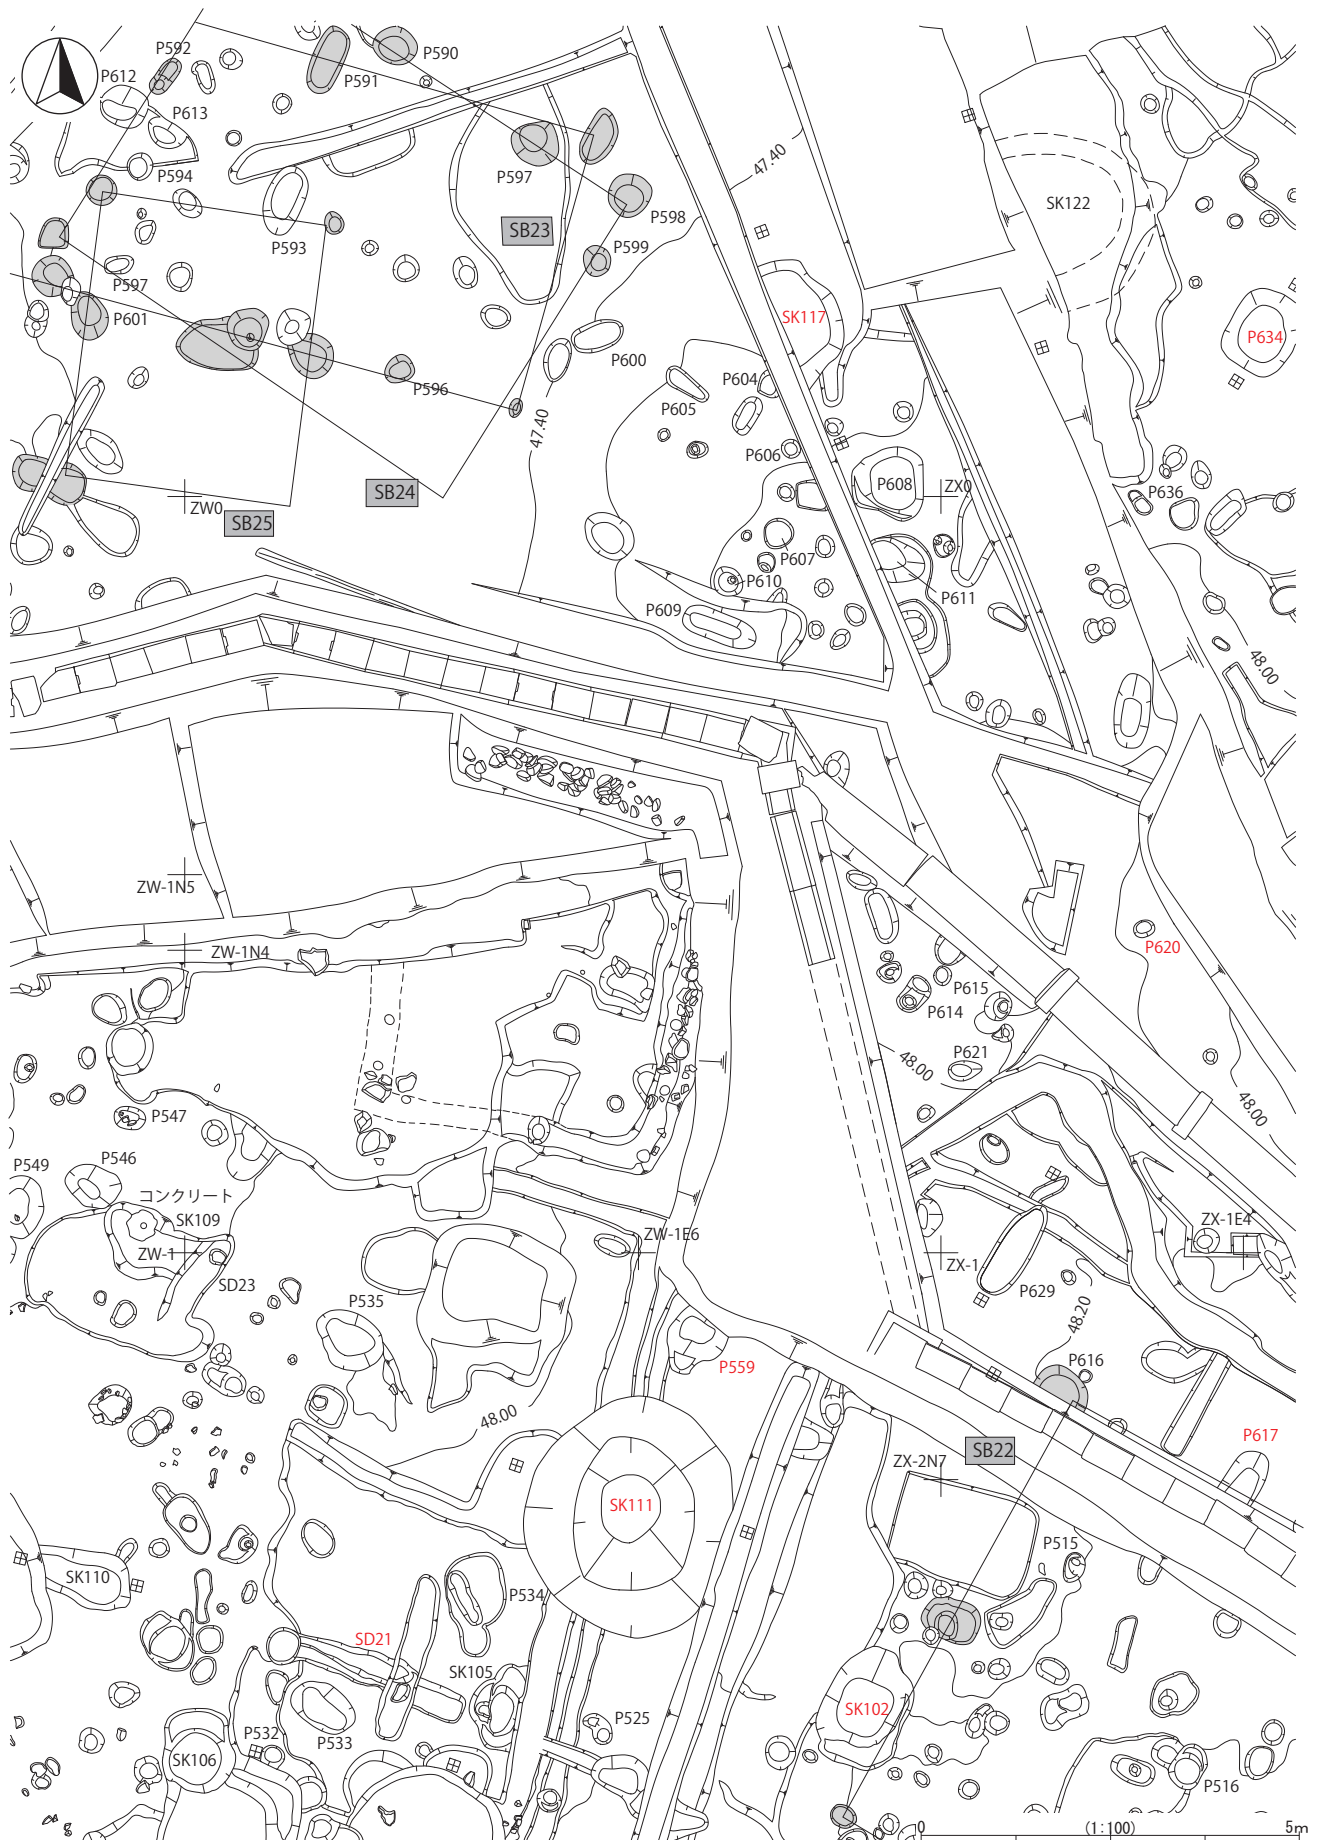 P592
P590
P612
P591
P613
P594
P597
P593
P598
SB23
P599
SK122
47.40
P597
P601
SK117
P634
P600
P596
P604
P605
47.40
P606
SB24
P608
ZX0
ZW0
SB25
P636
P607
P610
P611
P609
48.00
ZW-1N5
ZW-1N4
P620
P615
P614
P621
48.00
48.00
P547
P549
P546
コンクリート
SK109
ZW-1
SD23
ZW-1E6
ZX-1E4
ZX-1
P629
P535
48.20
P559
P616
48.00
P617
SB22
ZX-2N7
SK111
P515
SK110
P534
SD21
SK105
SK102
P525
P532
P533
SK106
P516
0
(1:100)
5m